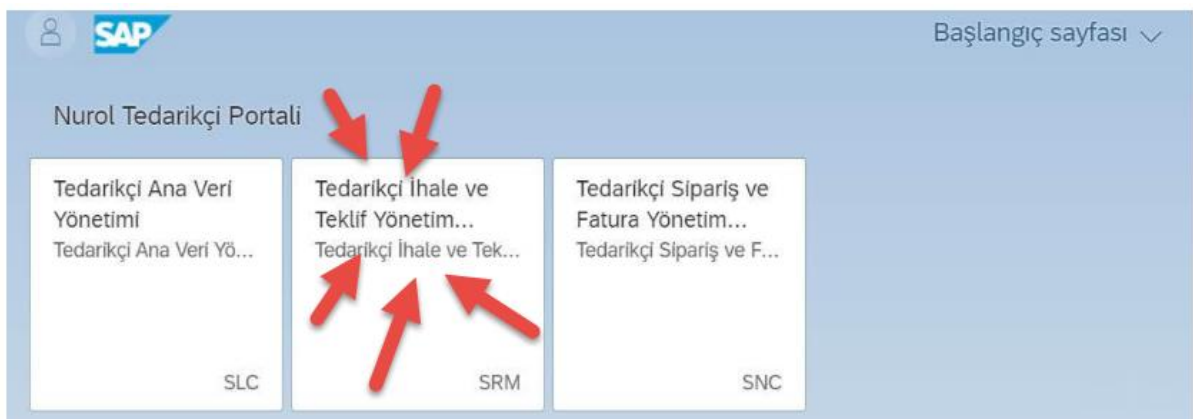 SAP
Başlangıç sayfası
Nurol Tedarikçi Portali
Tedarikçi Ana Veri
Yönetimi
Tedarikçi Ana Veri Yö...
SLC
Tedarikçi İhale ve
Teklif Yönetim...
Tedarikçi İhale ve Tek...
SRM
Tedarikçi Sipariş ve
Fatura Yönetim...
Tedarikçi Sipariş ve F...
SNC